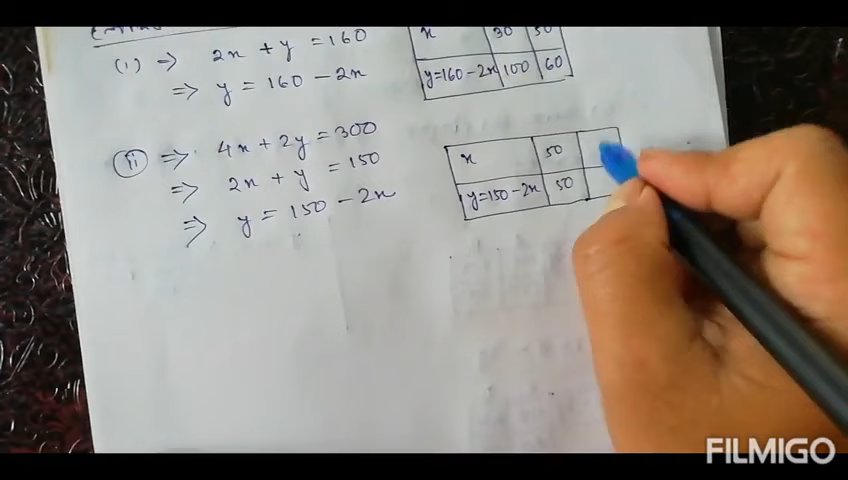 x 30 50
(i) ⇒ 2x + y = 160
⇒ y = 160 - 2x
y=160-2x 100 60
(ii) ⇒ 4x + 2y = 300
⇒ 2x + y = 150
⇒ y = 150 - 2x
x 50
y=150-2x 50
FILMIGO